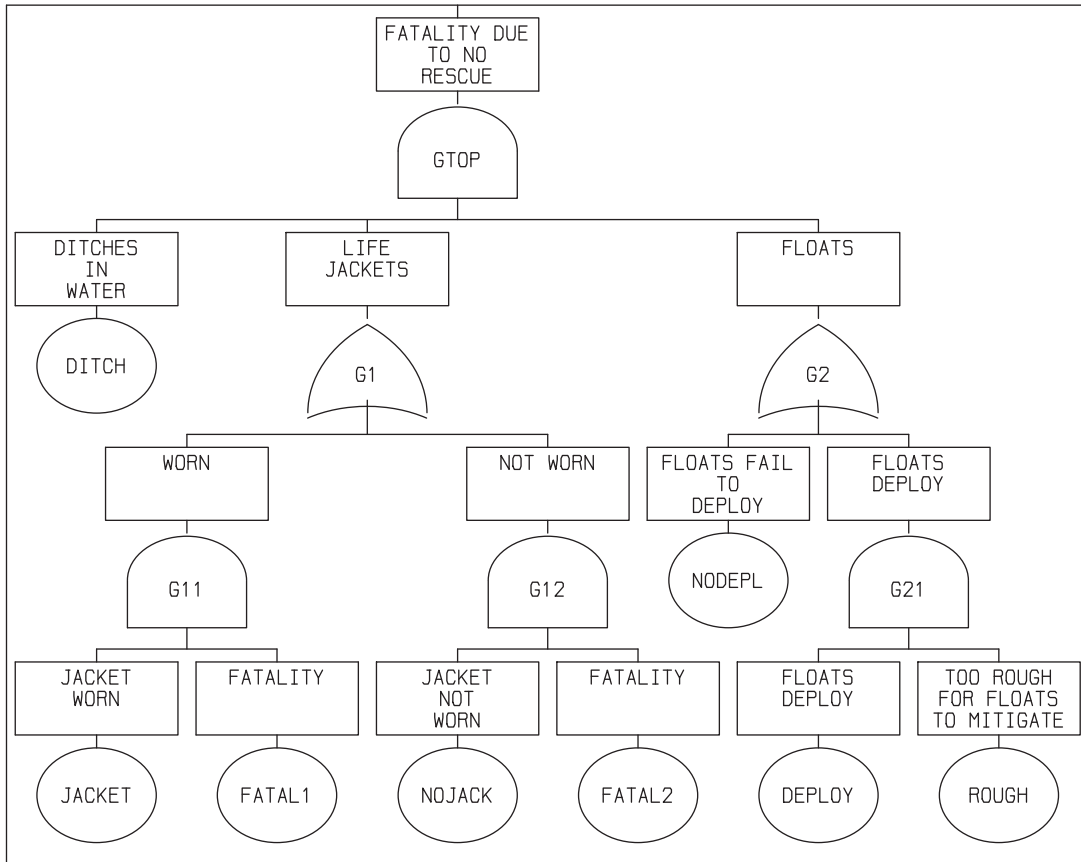 FATALITY DUE
TO NO
RESCUE
GTOP
DITCHES
IN
WATER
LIFE
JACKETS
FLOATS
DITCH
G1
G2
WORN
NOT WORN
FLOATS FAIL
TO
DEPLOY
FLOATS
DEPLOY
G11
G12
NODEPL
G21
JACKET
WORN
FATALITY
JACKET
NOT
WORN
FATALITY
FLOATS
DEPLOY
TOO ROUGH
FOR FLOATS
TO MITIGATE
JACKET
FATAL1
NOJACK
FATAL2
DEPLOY
ROUGH